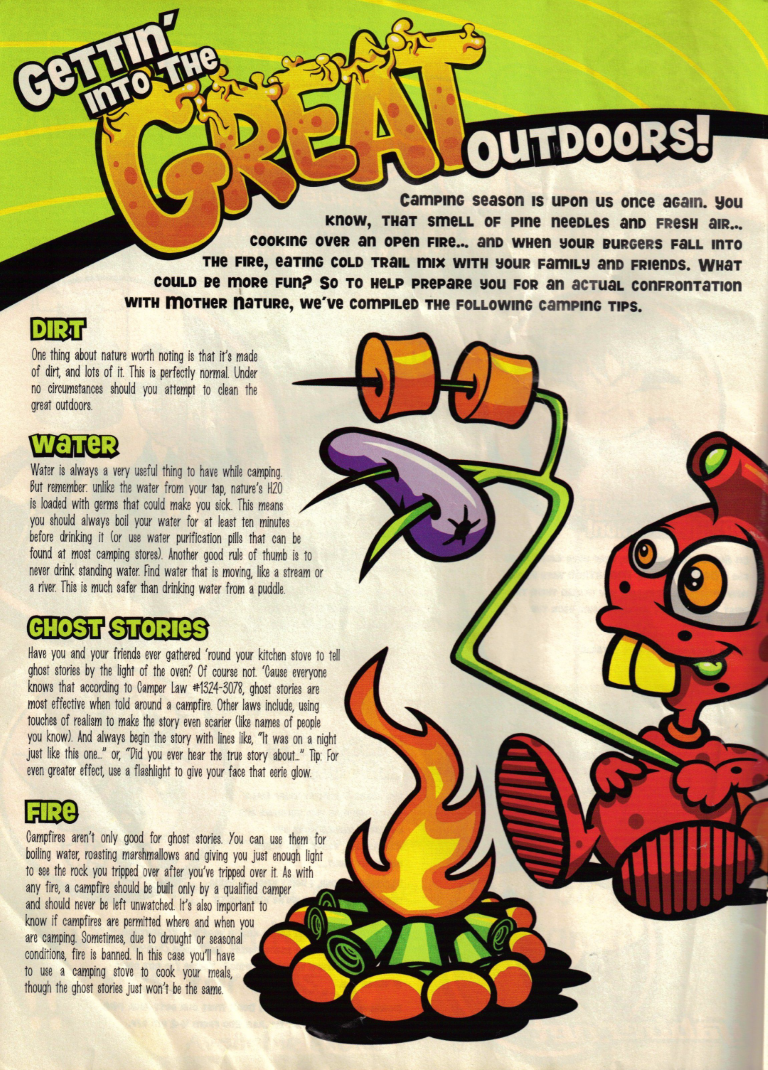 GETTIN'
INTO THE
GREAT
OUTDOORS!
Camping season is upon us once again. You
know, that smell of pine needles and fresh air...
cooking over an open fire... and when your burgers fall into
the fire, eating cold trail mix with your family and friends. What
could be more fun? So to help prepare you for an actual confrontation
with Mother Nature, we've compiled the following camping tips.
DIRT
One thing about nature worth noting is that it's made
of dirt, and lots of it. This is perfectly normal. Under
no circumstances should you attempt to clean the
great outdoors.
WATER
Water is always a very useful thing to have while camping.
But remember: unlike the water from your tap, nature's H2O
is loaded with germs that could make you sick. This means
you should always boil your water for at least ten minutes
before drinking it (or use water purification pills that can be
found at most camping stores). Another good rule of thumb is to
never drink standing water. Find water that is moving, like a stream or
a river. This is much safer than drinking water from a puddle.
GHOST STORIES
Have you and your friends ever gathered 'round your kitchen stove to tell
ghost stories by the light of the oven? Of course not. 'Cause everyone
knows that according to Camper Law #1324-3078, ghost stories are
most effective when told around a campfire. Other laws include, using
touches of realism to make the story even scarier (like names of people
you know). And always begin the story with lines like, "It was on a night
just like this one..." or, "Did you ever hear the true story about..." Tip: For
even greater effect, use a flashlight to give your face that eerie glow.
FIRE
Campfires aren't only good for ghost stories. You can use them for
boiling water, roasting marshmallows and giving you just enough light
to see the rock you tripped over after you've tripped over it. As with
any fire, a campfire should be built only by a qualified camper
and should never be left unwatched. It's also important to
know if campfires are permitted where and when you
are camping. Sometimes, due to drought or seasonal
conditions, fire is banned. In this case you'll have
to use a camping stove to cook your meals,
though the ghost stories just won't be the same.